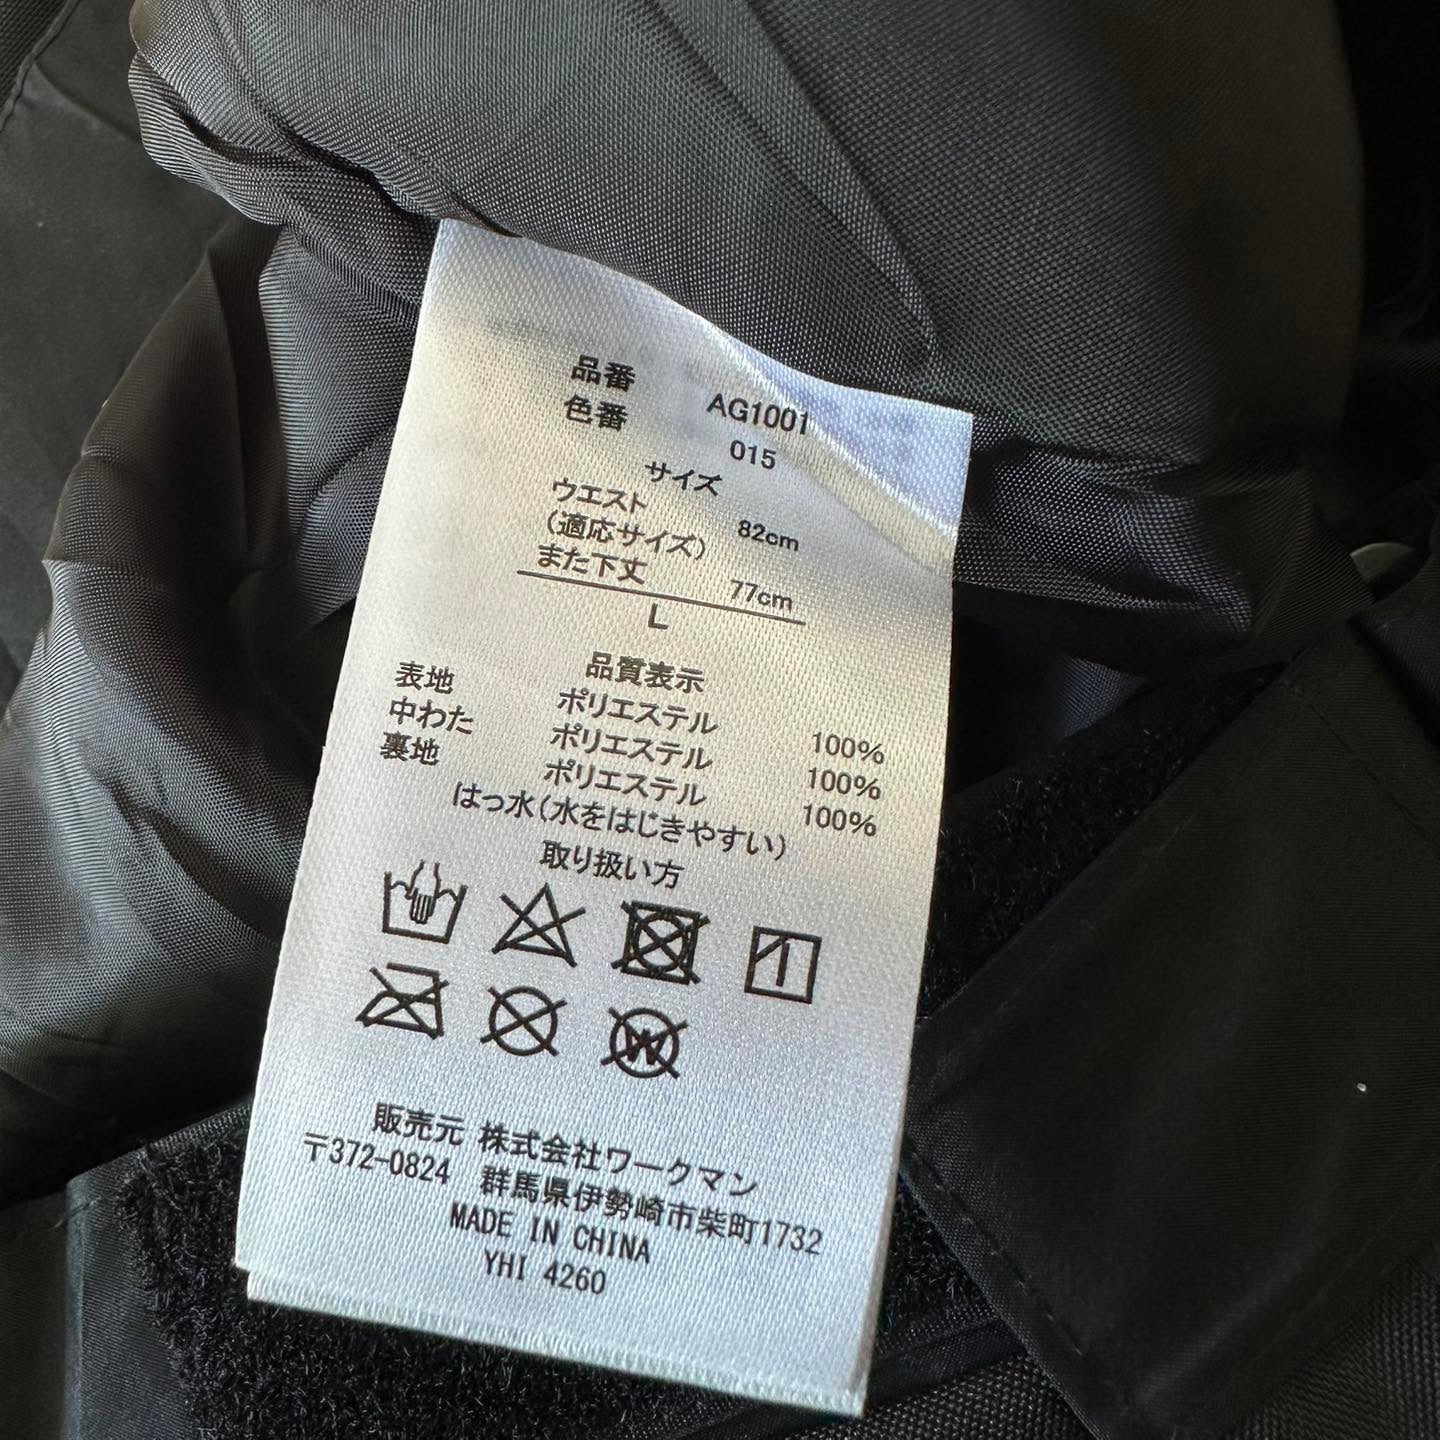 品番 AG1001
色番 015
サイズ
ウエスト
(適応サイズ) 82cm
また下丈 77cm
L
品質表示
表地 ポリエステル 100%
中わた ポリエステル 100%
裏地 ポリエステル 100%
はっ水(水をはじきやすい)
取り扱い方
W
販売元 株式会社ワークマン
〒372-0824 群馬県伊勢崎市柴町1732
MADE IN CHINA
YHI 4260